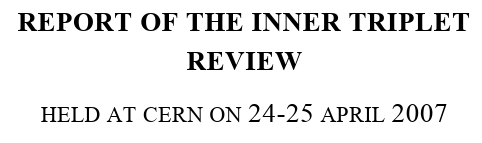 REPORT OF THE INNER TRIPLET
REVIEW
HELD AT CERN ON 24-25 APRIL 2007